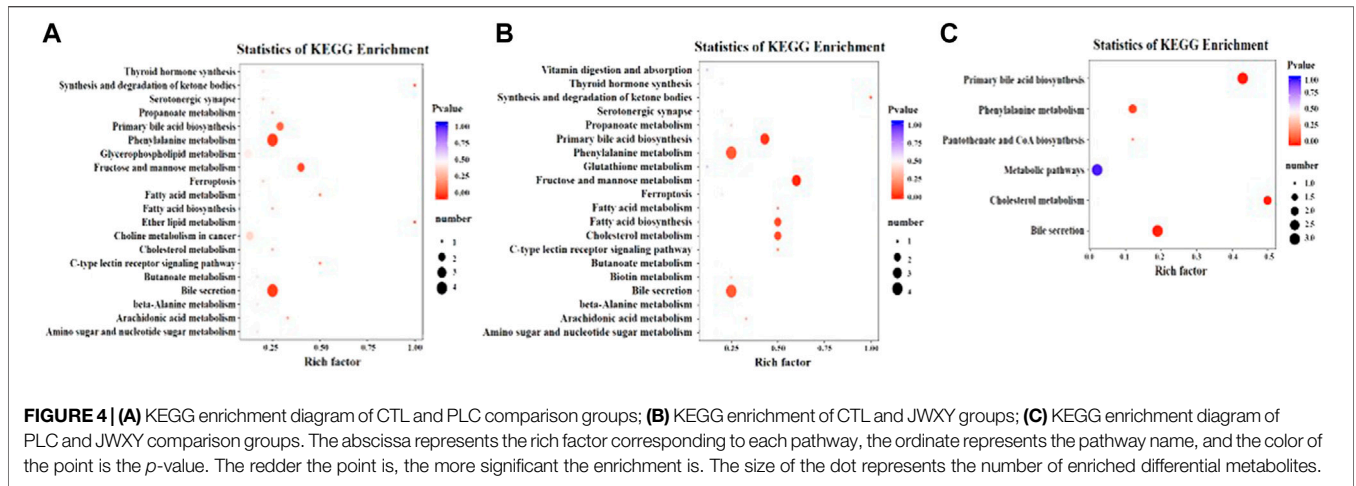 A
Statistics of KEGG Enrichment
Thyroid hormone synthesis
Synthesis and degradation of ketone bodies
Serotonergic synapse
Propanoate metabolism
Primary bile acid biosynthesis
Phenylalanine metabolism
Glycerophospholipid metabolism
Fructose and mannose metabolism
Ferroptosis
Fatty acid metabolism
Fatty acid biosynthesis
Ether lipid metabolism
Choline metabolism in cancer
Cholesterol metabolism
C-type lectin receptor signaling pathway
Butanoate metabolism
Bile secretion
beta-Alanine metabolism
Arachidonic acid metabolism
Amino sugar and nucleotide sugar metabolism
0.25 0.50 0.75 1.00
Rich factor
Pvalue
1.00
0.75
0.50
0.25
0.00
number
1
2
3
4
B
Statistics of KEGG Enrichment
Vitamin digestion and absorption
Thyroid hormone synthesis
Synthesis and degradation of ketone bodies
Serotonergic synapse
Propanoate metabolism
Primary bile acid biosynthesis
Phenylalanine metabolism
Glutathione metabolism
Fructose and mannose metabolism
Ferroptosis
Fatty acid metabolism
Fatty acid biosynthesis
Cholesterol metabolism
C-type lectin receptor signaling pathway
Butanoate metabolism
Biotin metabolism
Bile secretion
beta-Alanine metabolism
Arachidonic acid metabolism
Amino sugar and nucleotide sugar metabolism
0.25 0.50 0.75 1.00
Rich factor
Pvalue
1.00
0.75
0.50
0.25
0.00
number
1
2
3
4
C
Statistics of KEGG Enrichment
Primary bile acid biosynthesis
Phenylalanine metabolism
Pantothenate and CoA biosynthesis
Metabolic pathways
Cholesterol metabolism
Bile secretion
0.0 0.1 0.2 0.3 0.4 0.5
Rich factor
Pvalue
1.00
0.75
0.50
0.25
0.00
number
1.0
1.5
2.0
2.5
3.0
FIGURE 4 | (A) KEGG enrichment diagram of CTL and PLC comparison groups; (B) KEGG enrichment of CTL and JWXY groups; (C) KEGG enrichment diagram of
PLC and JWXY comparison groups. The abscissa represents the rich factor corresponding to each pathway, the ordinate represents the pathway name, and the color of
the point is the p-value. The redder the point is, the more significant the enrichment is. The size of the dot represents the number of enriched differential metabolites.